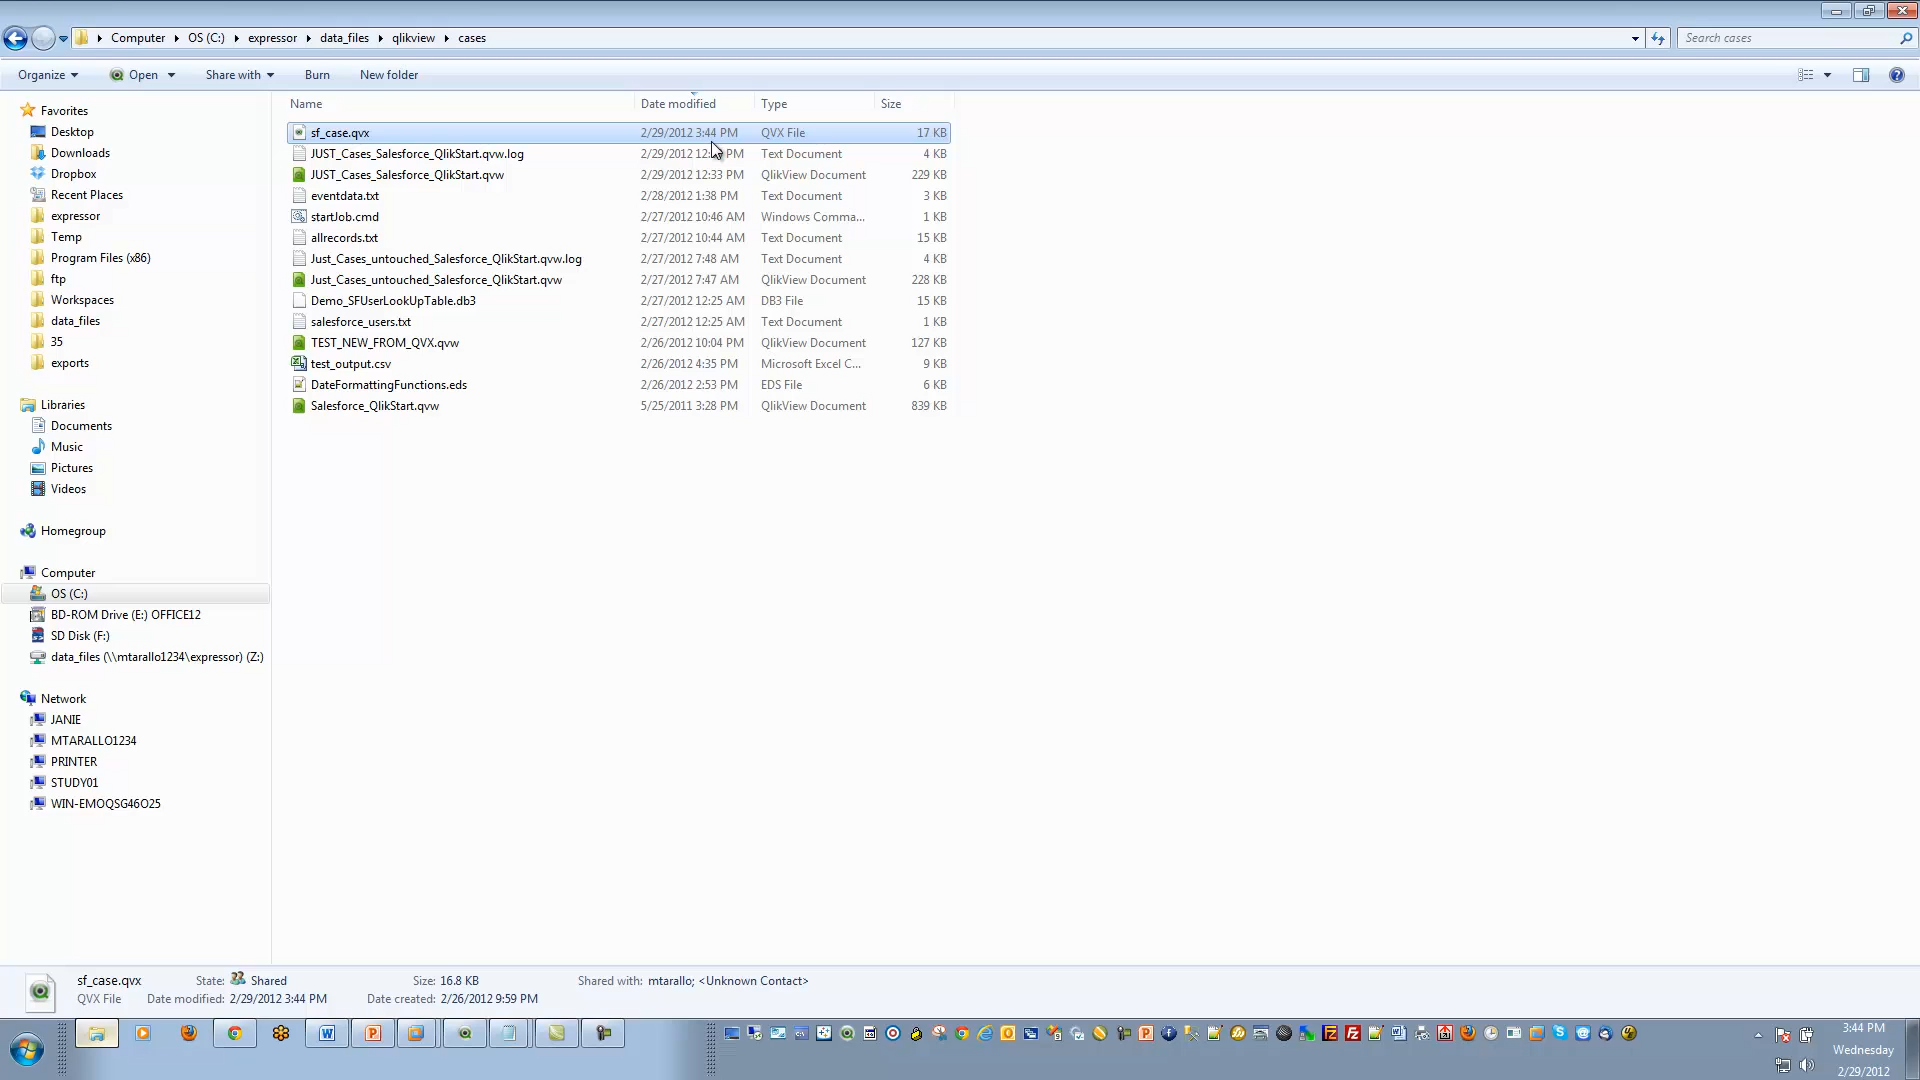 Computer OS (C:) expressor data_files qlikview cases
Search cases
Organize Open Share with Burn New folder
Name Date modified Type Size
Favorites
Desktop
Downloads
Dropbox
Recent Places
expressor
Temp
Program Files (x86)
ftp
Workspaces
data_files
35
exports
Libraries
Documents
Music
Pictures
Videos
Homegroup
Computer
OS (C:)
BD-ROM Drive (E:) OFFICE12
SD Disk (F:)
data_files (\\mtarallo1234\expressor) (Z:)
Network
JANIE
MTARALLO1234
PRINTER
STUDY01
WIN-EMOQSG46O25
sf_case.qvx 2/29/2012 3:44 PM QVX File 17 KB
JUST_Cases_Salesforce_QlikStart.qvw.log 2/29/2012 PM Text Document 4 KB
JUST_Cases_Salesforce_QlikStart.qvw 2/29/2012 12:33 PM QlikView Document 229 KB
eventdata.txt 2/28/2012 1:38 PM Text Document 3 KB
startJob.cmd 2/27/2012 10:46 AM Windows Comma... 1 KB
allrecords.txt 2/27/2012 10:44 AM Text Document 15 KB
Just_Cases_untouched_Salesforce_QlikStart.qvw.log 2/27/2012 7:48 AM Text Document 4 KB
Just_Cases_untouched_Salesforce_QlikStart.qvw 2/27/2012 7:47 AM QlikView Document 228 KB
Demo_SFUserLookUpTable.db3 2/27/2012 12:25 AM DB3 File 15 KB
salesforce_users.txt 2/27/2012 12:25 AM Text Document 1 KB
TEST_NEW_FROM_QVX.qvw 2/26/2012 10:04 PM QlikView Document 127 KB
test_output.csv 2/26/2012 4:35 PM Microsoft Excel C... 9 KB
DateFormattingFunctions.eds 2/26/2012 2:53 PM EDS File 6 KB
Salesforce_QlikStart.qvw 5/25/2011 3:28 PM QlikView Document 839 KB
sf_case.qvx State: Shared Size: 16.8 KB Shared with: mtarallo; <Unknown Contact>
QVX File Date modified: 2/29/2012 3:44 PM Date created: 2/26/2012 9:59 PM
3:44 PM
Wednesday
2/29/2012